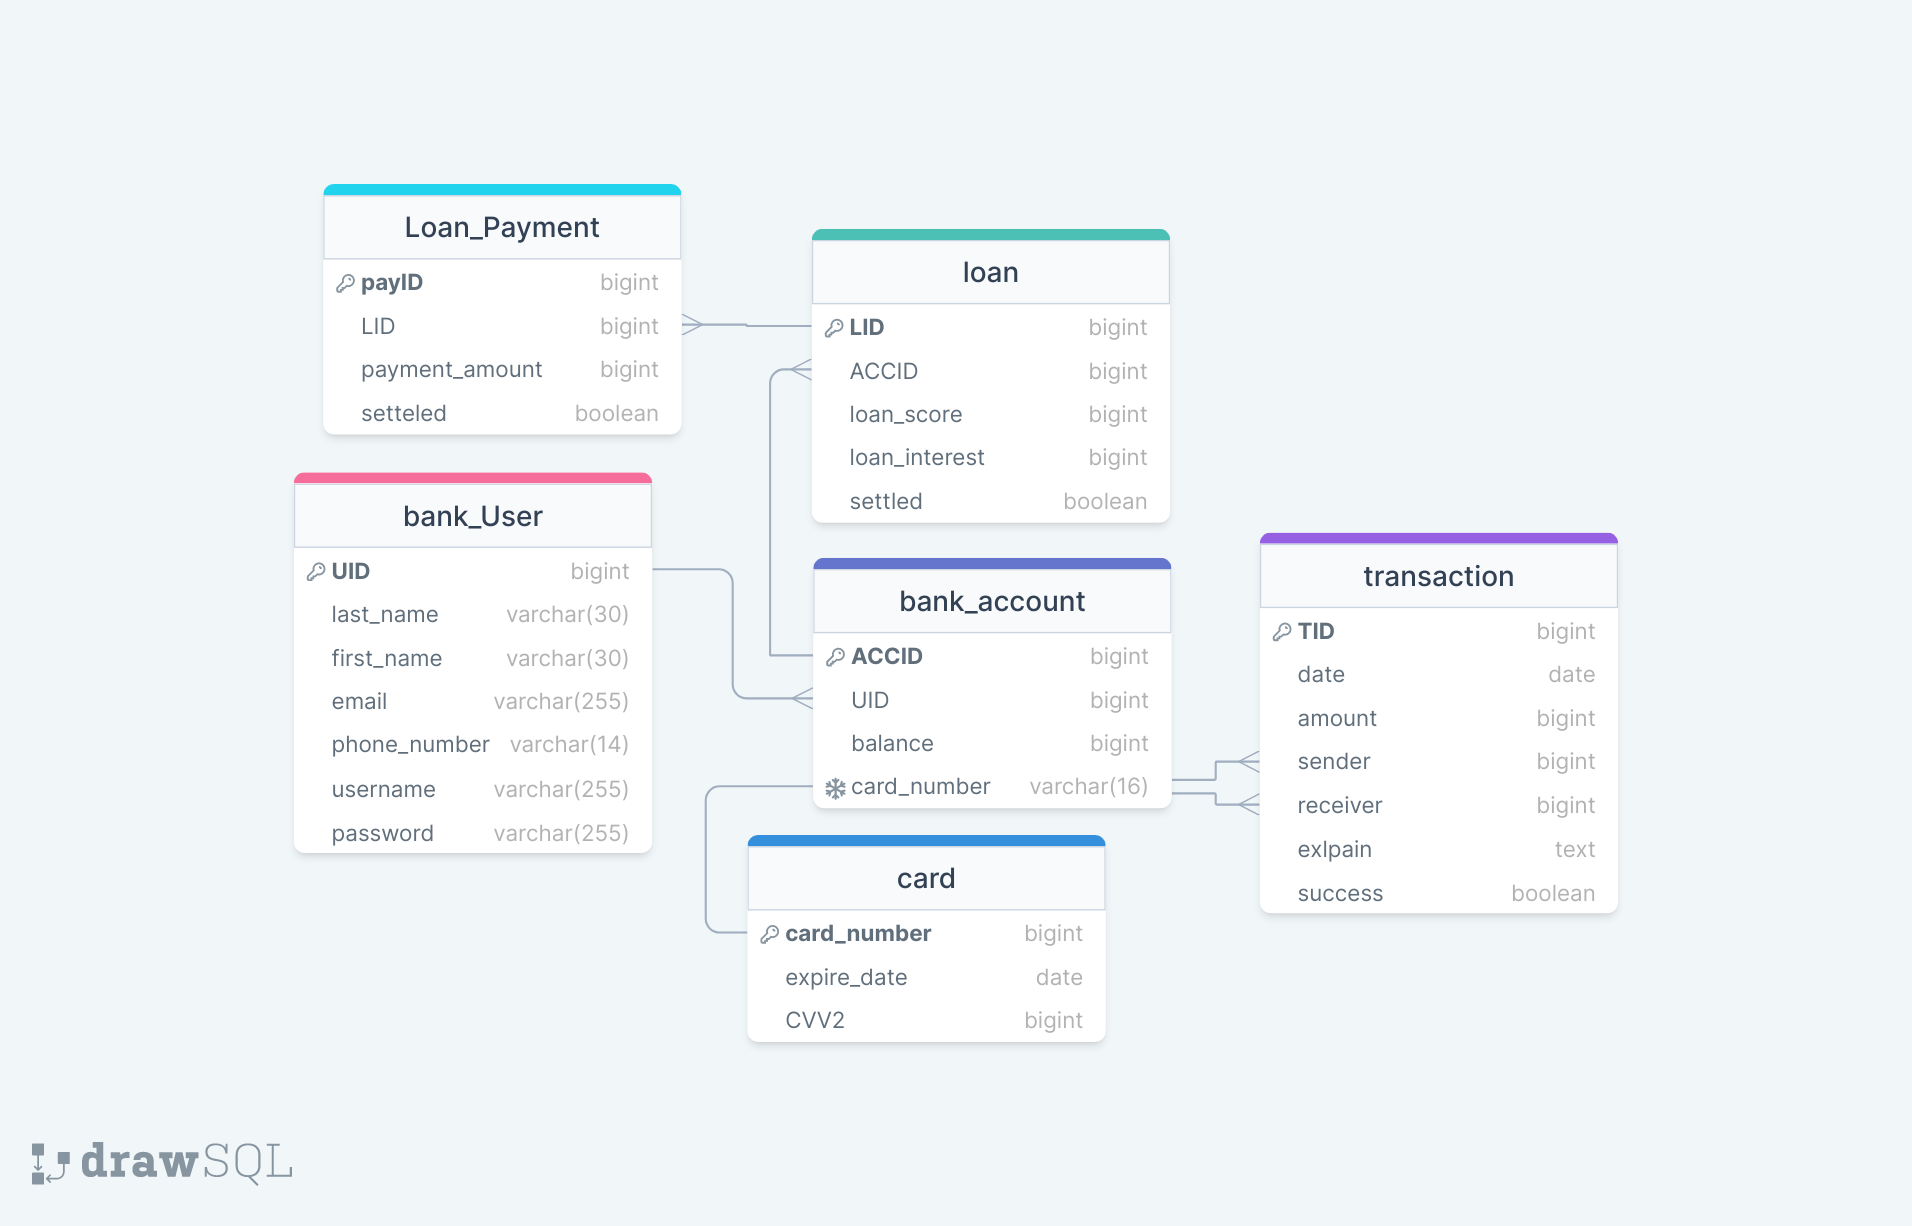 Loan_Payment
payID bigint
LID bigint
payment_amount bigint
setteled boolean
loan
LID bigint
ACCID bigint
loan_score bigint
loan_interest bigint
settled boolean
bank_User
UID bigint
last_name varchar(30)
first_name varchar(30)
email varchar(255)
phone_number varchar(14)
username varchar(255)
password varchar(255)
bank_account
ACCID bigint
UID bigint
balance bigint
card_number varchar(16)
transaction
TID bigint
date date
amount bigint
sender bigint
receiver bigint
exlpain text
success boolean
card
card_number bigint
expire_date date
CVV2 bigint
drawSQL